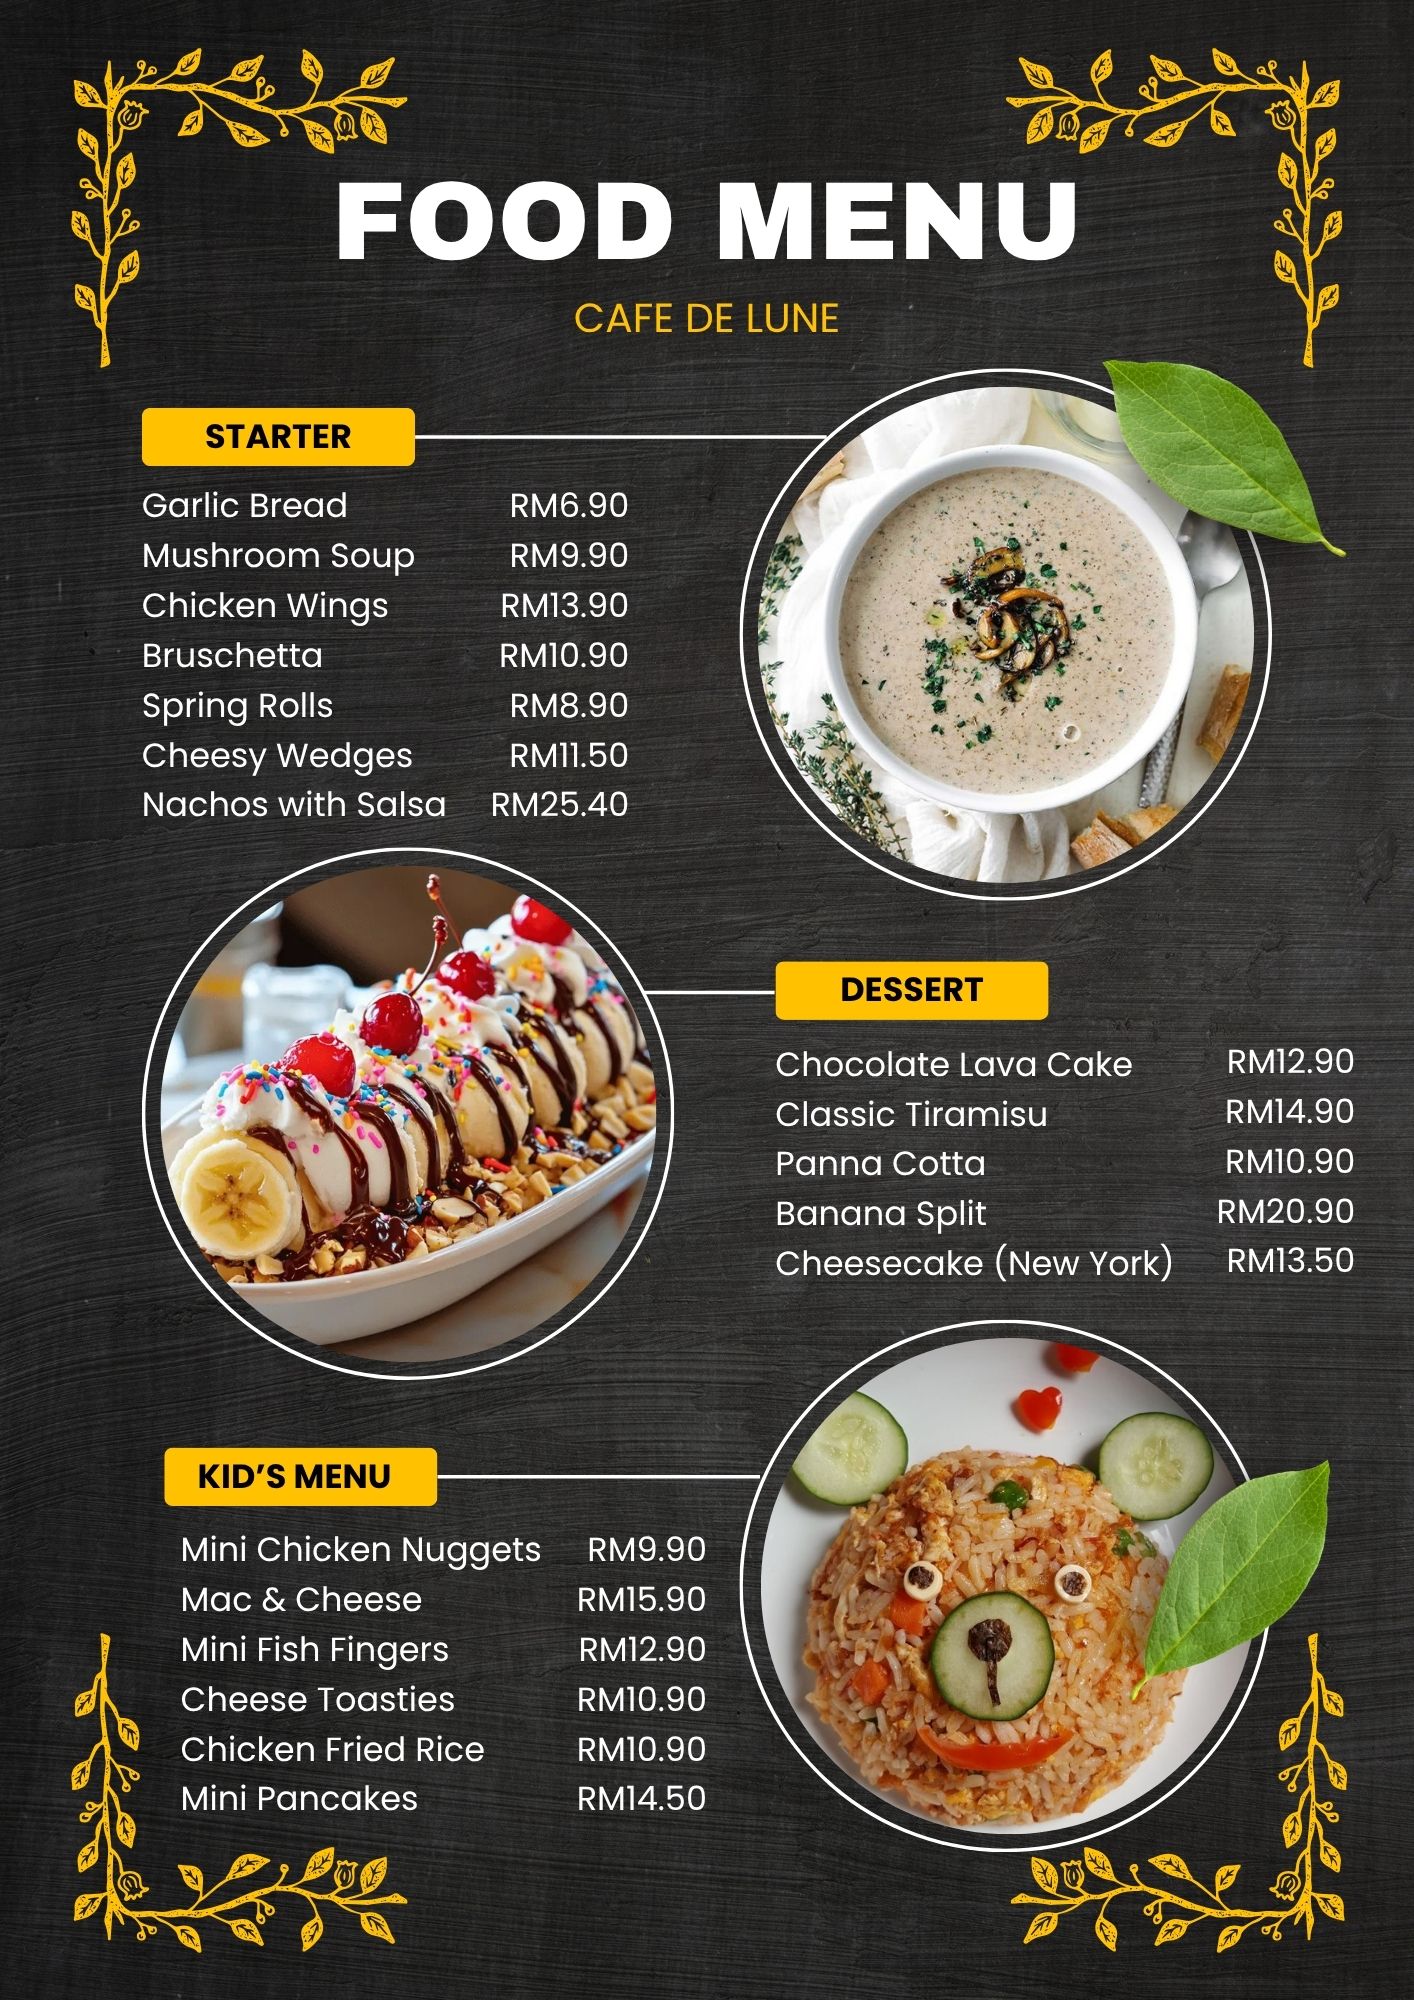 FOOD MENU
CAFE DE LUNE
STARTER
Garlic Bread RM6.90
Mushroom Soup RM9.90
Chicken Wings RM13.90
Bruschetta RM10.90
Spring Rolls RM8.90
Cheesy Wedges RM11.50
Nachos with Salsa RM25.40
DESSERT
Chocolate Lava Cake RM12.90
Classic Tiramisu RM14.90
Panna Cotta RM10.90
Banana Split RM20.90
Cheesecake (New York) RM13.50
KID’S MENU
Mini Chicken Nuggets RM9.90
Mac & Cheese RM15.90
Mini Fish Fingers RM12.90
Cheese Toasties RM10.90
Chicken Fried Rice RM10.90
Mini Pancakes RM14.50